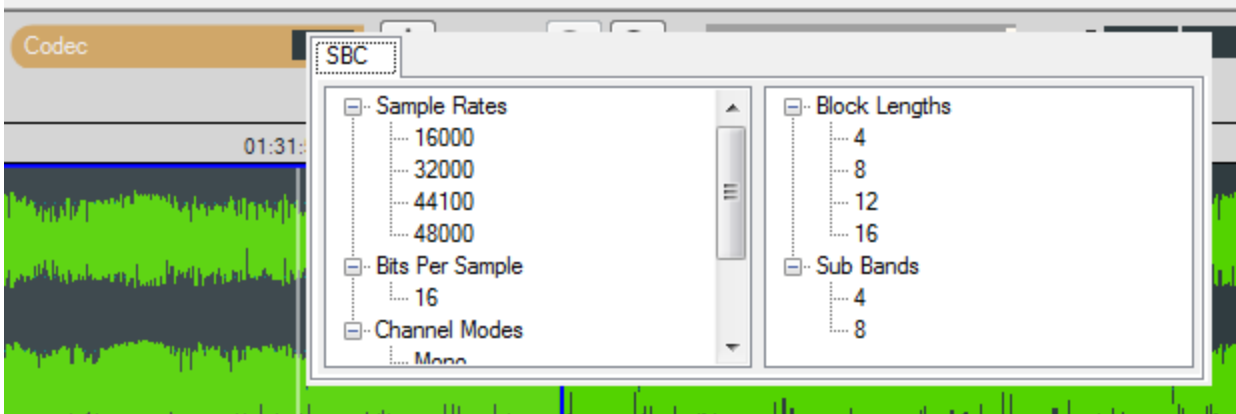 Codec
SBC
Sample Rates
16000
32000
44100
48000
Bits Per Sample
16
Channel Modes
Mono
Block Lengths
4
8
12
16
Sub Bands
4
8
01:31: